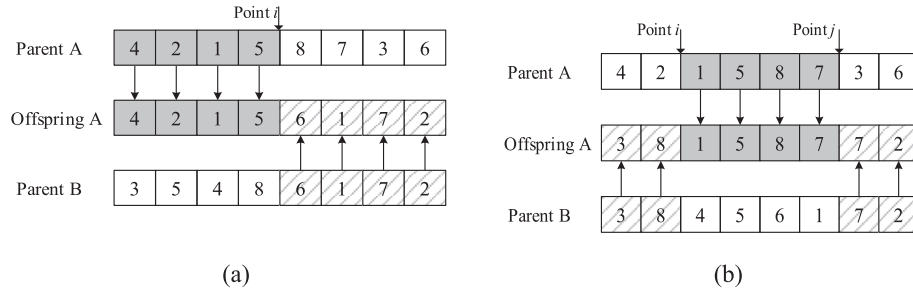 Point i
Parent A 4 2 1 5 8 7 3 6
Offspring A 4 2 1 5 6 1 7 2
Parent B 3 5 4 8 6 1 7 2
(a)
Point i Point j
Parent A 4 2 1 5 8 7 3 6
Offspring A 3 8 1 5 8 7 7 2
Parent B 3 8 4 5 6 1 7 2
(b)